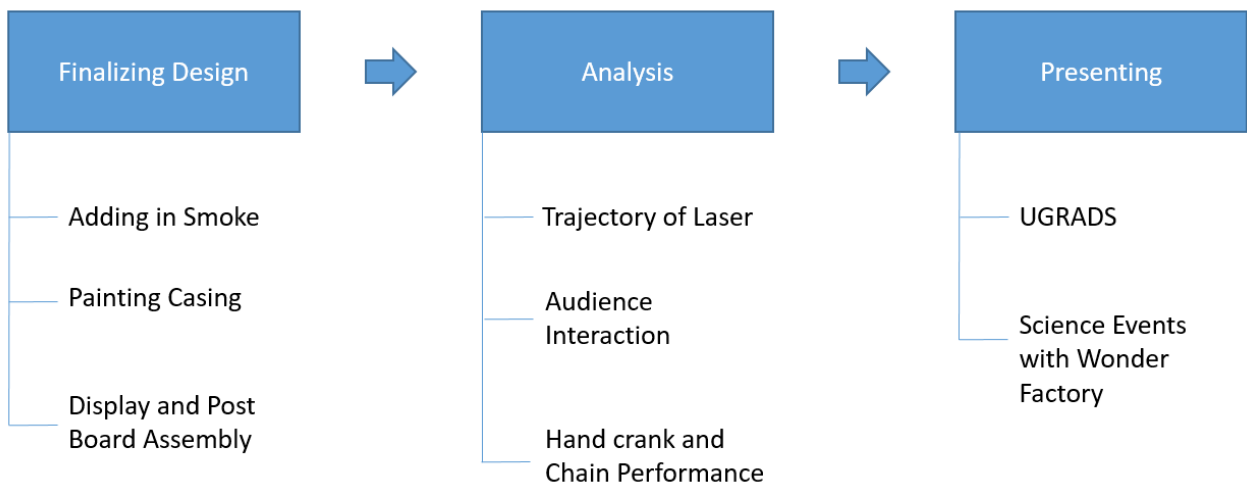 Finalizing Design
Adding in Smoke
Painting Casing
Display and Post
Board Assembly
Analysis
Trajectory of Laser
Audience
Interaction
Hand crank and
Chain Performance
Presenting
UGRADS
Science Events
with Wonder
Factory